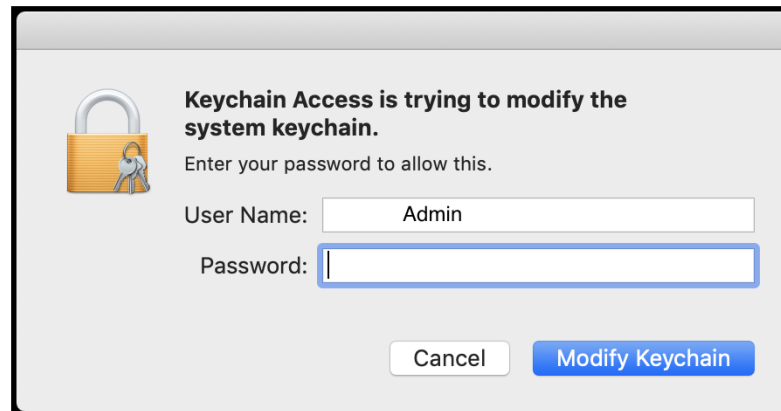 Keychain Access is trying to modify the
system keychain.
Enter your password to allow this.
User Name: Admin
Password:
Cancel Modify Keychain